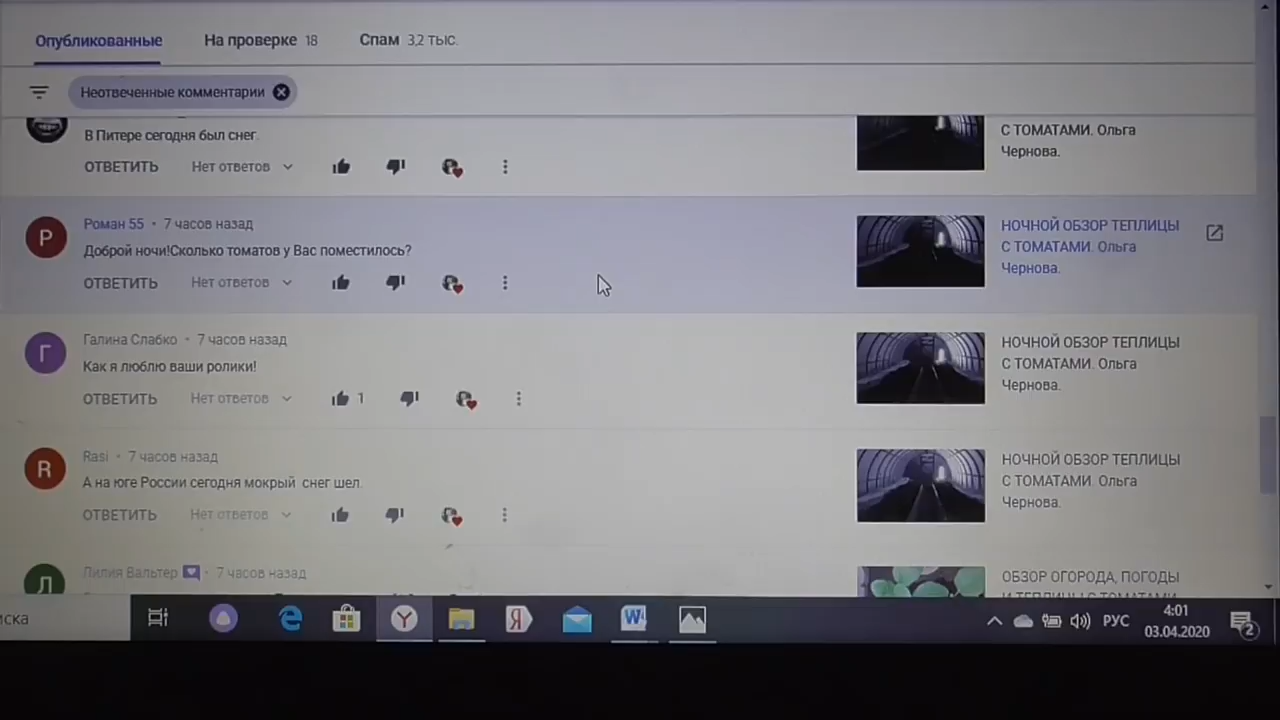 Опубликованные
На проверке 18
Спам 3,2 тыс.
Неотвеченные комментарии
В Питере сегодня был снег.
ОТВЕТИТЬ Нет ответов
С ТОМАТАМИ. Ольга
Чернова.
Роман 55 • 7 часов назад
Доброй ночи!Сколько томатов у Вас поместилось?
ОТВЕТИТЬ Нет ответов
НОЧНОЙ ОБЗОР ТЕПЛИЦЫ
С ТОМАТАМИ. Ольга
Чернова.
Р
Галина Слабко • 7 часов назад
Как я люблю ваши ролики!
ОТВЕТИТЬ Нет ответов 1
НОЧНОЙ ОБЗОР ТЕПЛИЦЫ
С ТОМАТАМИ. Ольга
Чернова.
Г
Rasi • 7 часов назад
А на юге России сегодня мокрый снег шел.
ОТВЕТИТЬ Нет ответов
НОЧНОЙ ОБЗОР ТЕПЛИЦЫ
С ТОМАТАМИ. Ольга
Чернова.
R
Лилия Вальтер • 7 часов назад
ОБЗОР ОГОРОДА, ПОГОДЫ
И ТЕПЛИЦЫ С ТОМАТАМИ
Л
иска
Я
W
РУС
4:01
03.04.2020
2